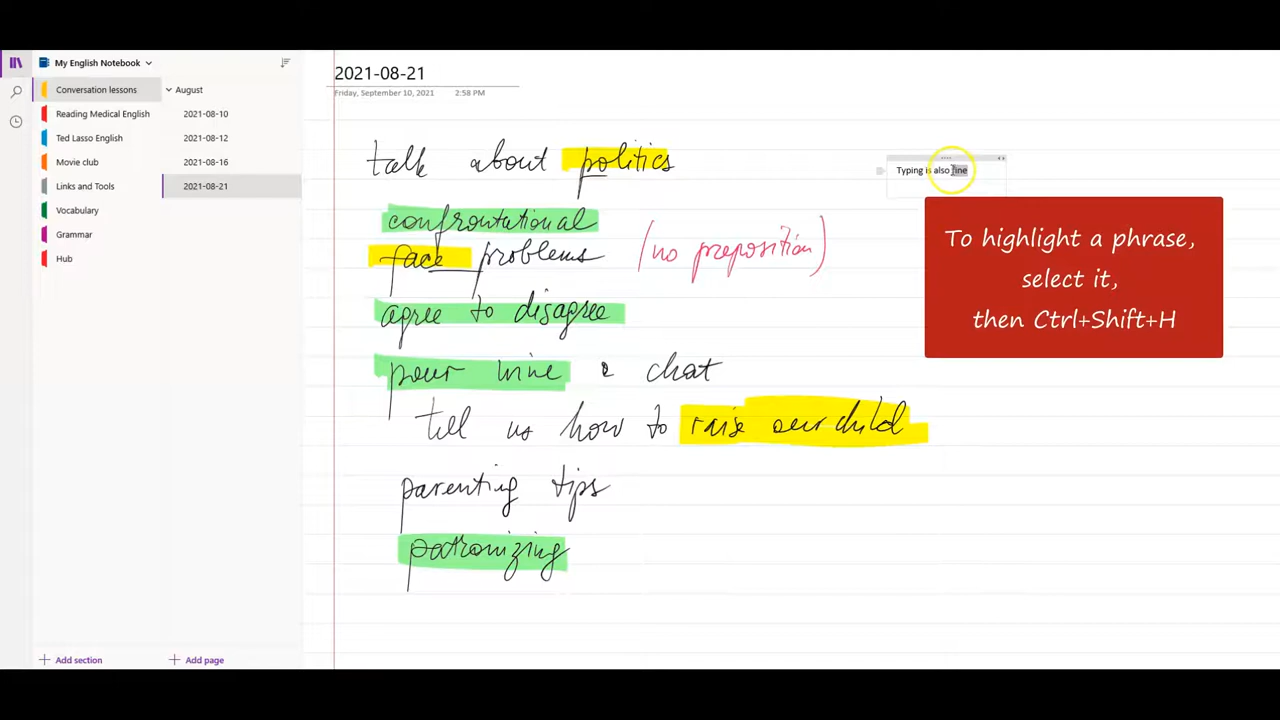 My English Notebook
Conversation lessons
Reading Medical English
Ted Lasso English
Movie club
Links and Tools
Vocabulary
Grammar
Hub
Add section
August
2021-08-10
2021-08-12
2021-08-16
2021-08-21
Add page
2021-08-21
Friday, September 10, 2021 2:58 PM
talk about politics
confrontational
face problems (no preposition)
agree to disagree
pour wine & chat
tell us how to raise our child
parenting tips
patronizing
Typing is also fine
To highlight a phrase,
select it,
then Ctrl+Shift+H